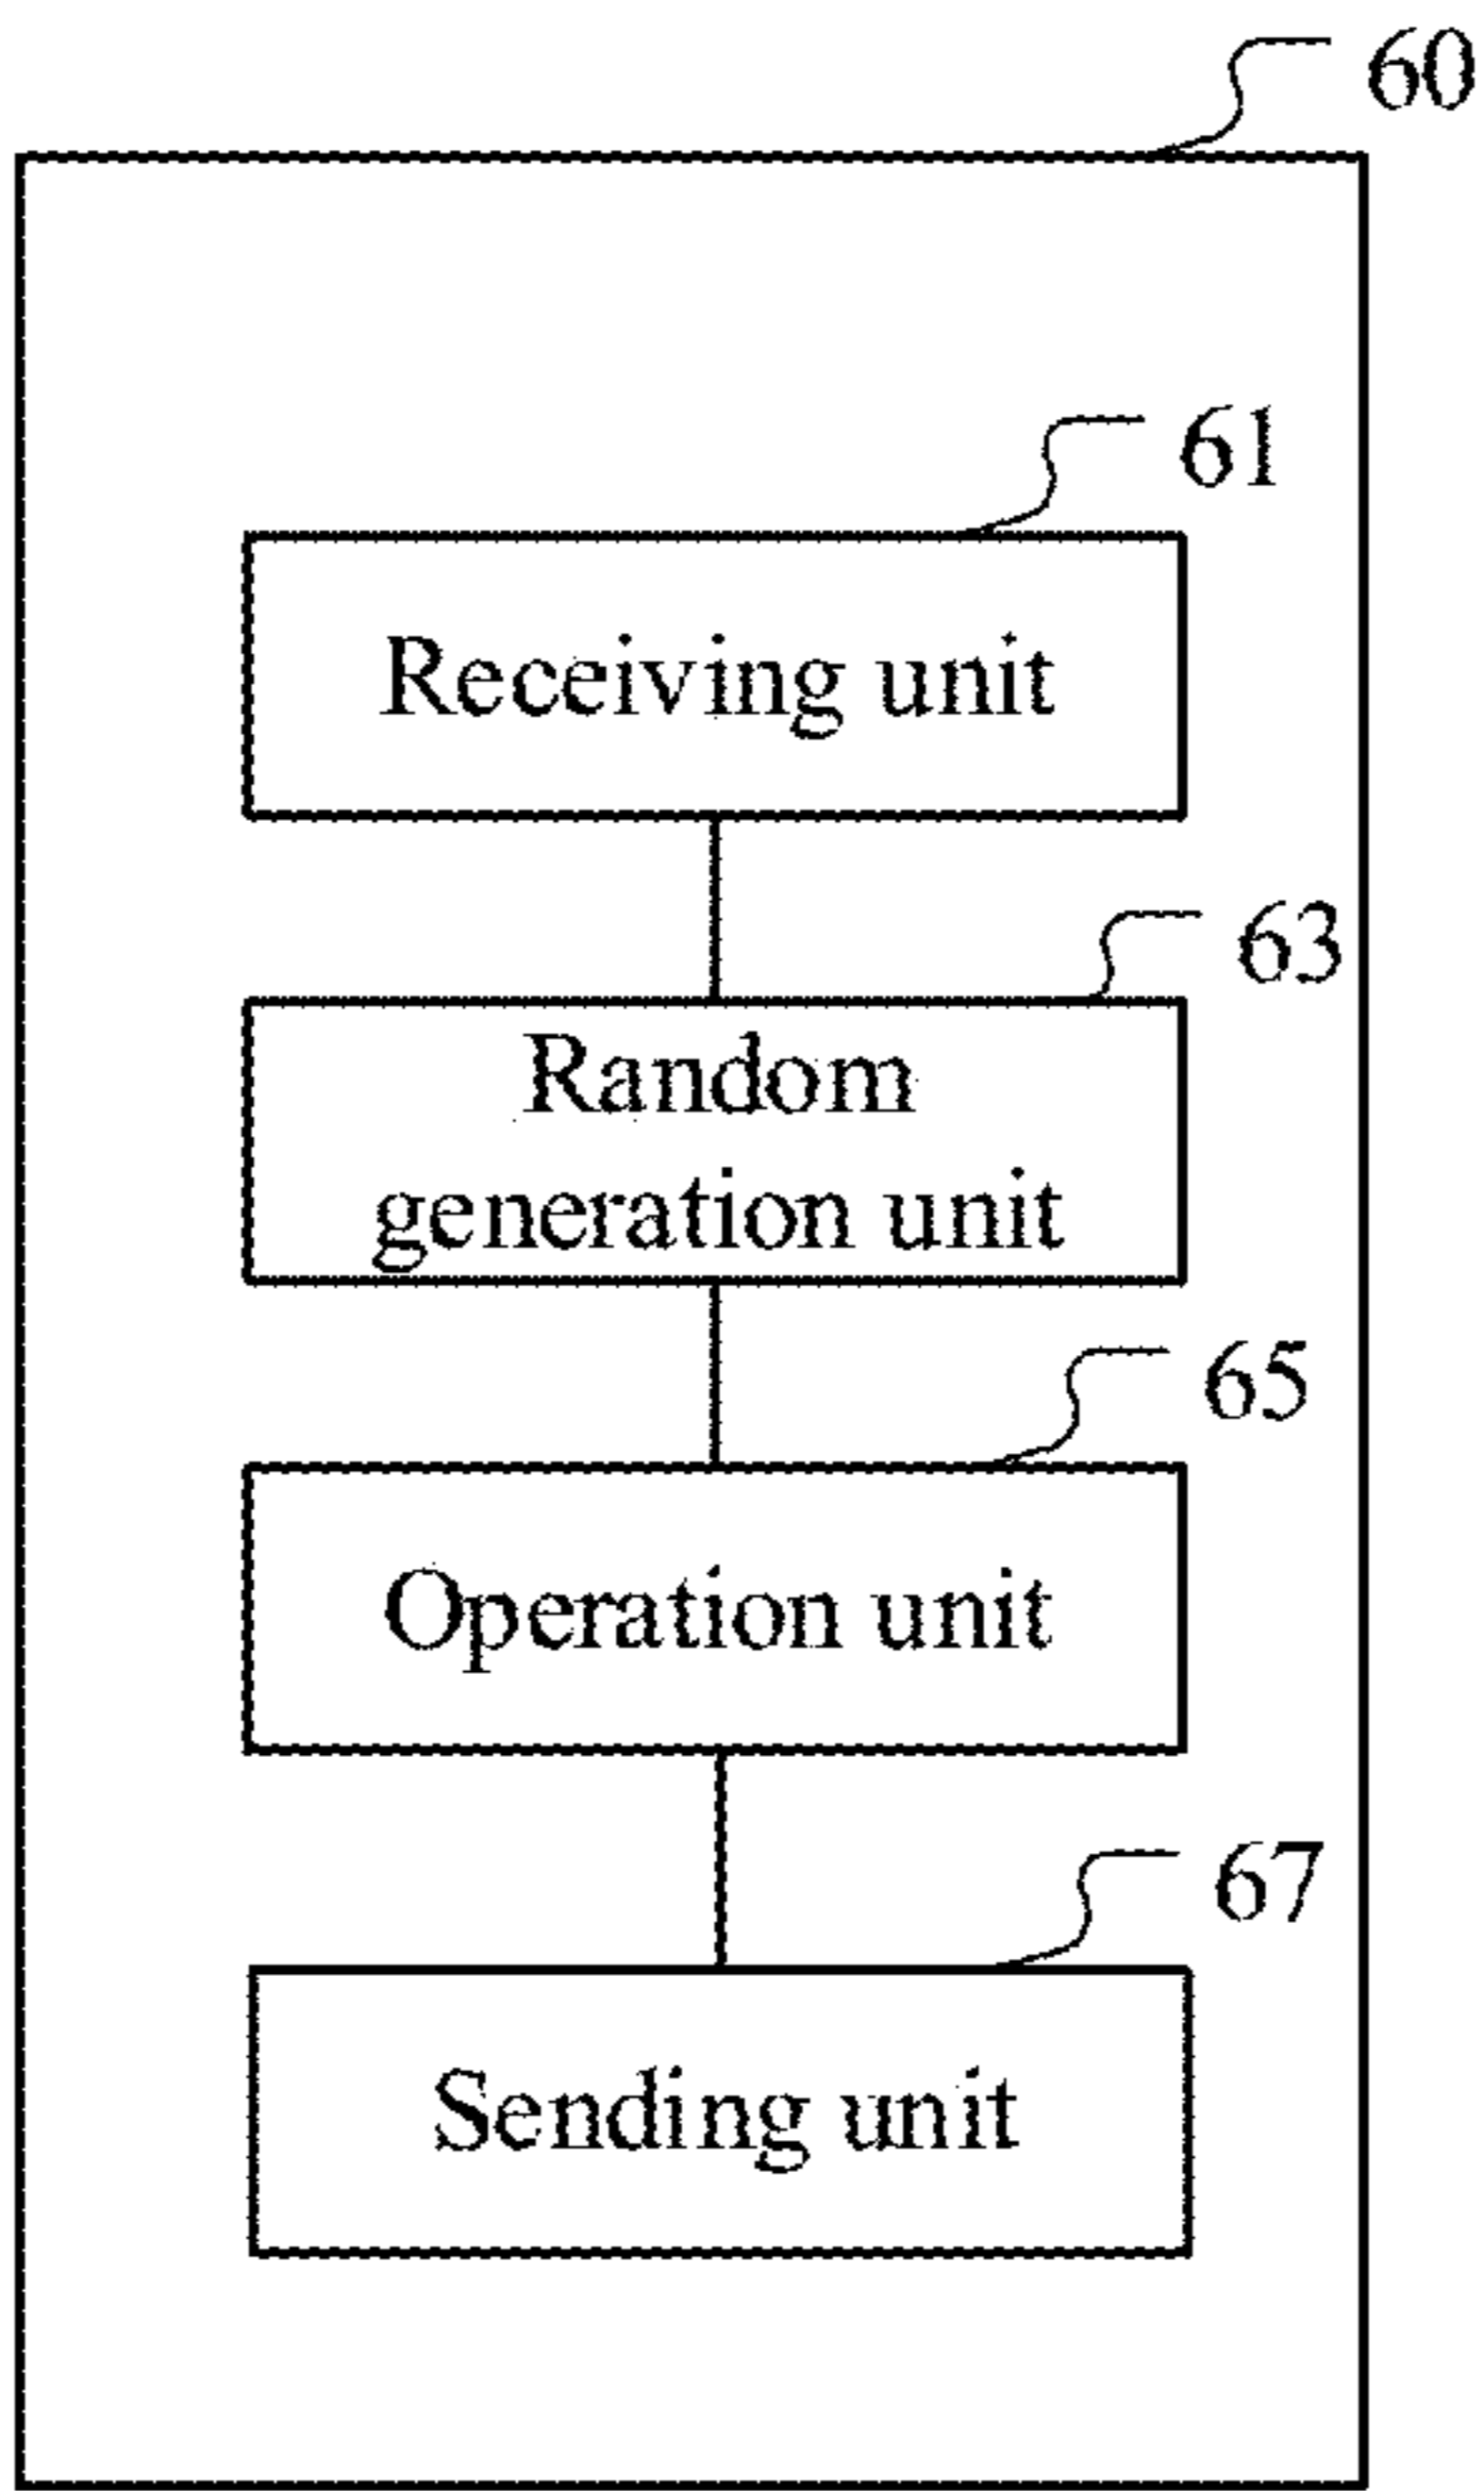 60
61
Receiving unit
63
Random
generation unit
65
Operation unit
67
Sending unit